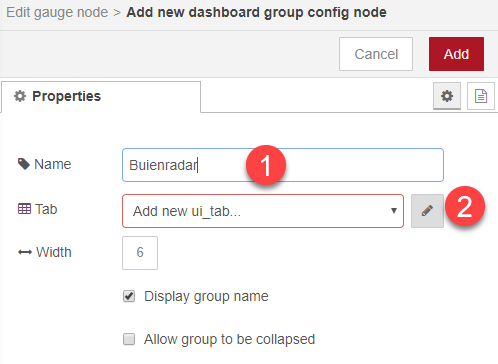 Edit gauge node > Add new dashboard group config node
Cancel Add
Properties
Name Buienradar 1
Tab Add new ui_tab... 2
Width 6
Display group name
Allow group to be collapsed